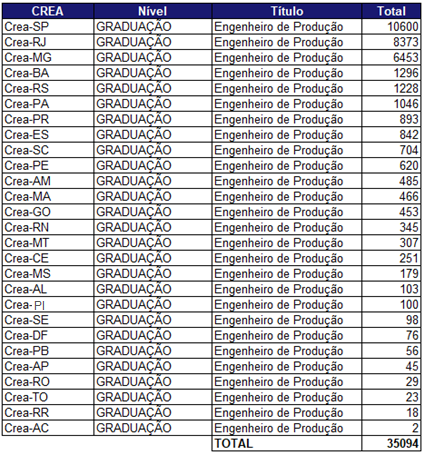 CREA Nível Título Total
Crea-SP GRADUAÇÃO Engenheiro de Produção 10600
Crea-RJ GRADUAÇÃO Engenheiro de Produção 8373
Crea-MG GRADUAÇÃO Engenheiro de Produção 6453
Crea-BA GRADUAÇÃO Engenheiro de Produção 1296
Crea-RS GRADUAÇÃO Engenheiro de Produção 1228
Crea-PA GRADUAÇÃO Engenheiro de Produção 1046
Crea-PR GRADUAÇÃO Engenheiro de Produção 893
Crea-ES GRADUAÇÃO Engenheiro de Produção 842
Crea-SC GRADUAÇÃO Engenheiro de Produção 704
Crea-PE GRADUAÇÃO Engenheiro de Produção 620
Crea-AM GRADUAÇÃO Engenheiro de Produção 485
Crea-MA GRADUAÇÃO Engenheiro de Produção 466
Crea-GO GRADUAÇÃO Engenheiro de Produção 453
Crea-RN GRADUAÇÃO Engenheiro de Produção 345
Crea-MT GRADUAÇÃO Engenheiro de Produção 307
Crea-CE GRADUAÇÃO Engenheiro de Produção 251
Crea-MS GRADUAÇÃO Engenheiro de Produção 179
Crea-AL GRADUAÇÃO Engenheiro de Produção 103
Crea-PI GRADUAÇÃO Engenheiro de Produção 100
Crea-SE GRADUAÇÃO Engenheiro de Produção 98
Crea-DF GRADUAÇÃO Engenheiro de Produção 76
Crea-PB GRADUAÇÃO Engenheiro de Produção 56
Crea-AP GRADUAÇÃO Engenheiro de Produção 45
Crea-RO GRADUAÇÃO Engenheiro de Produção 29
Crea-TO GRADUAÇÃO Engenheiro de Produção 23
Crea-RR GRADUAÇÃO Engenheiro de Produção 18
Crea-AC GRADUAÇÃO Engenheiro de Produção 2
TOTAL 35094